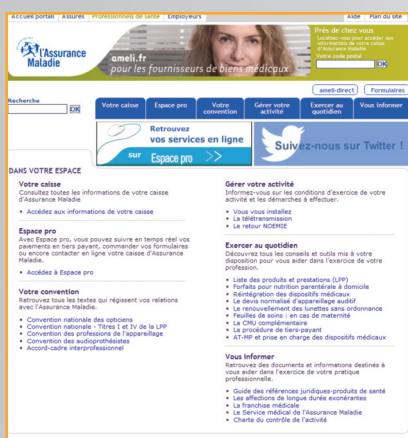 Accueil portail | Assurés | Professionnels de santé | Employeurs
Aide | Plan du site
l'Assurance
Maladie
ameli.fr
pour les fournisseurs de biens médicaux
Près de chez vous
Localisez-moi pour accéder aux
informations de votre caisse
d'Assurance Maladie
Votre code postal
OK
ameli-direct
Formulaires
Recherche
OK
Votre caisse
Espace pro
Votre convention
Gérer votre activité
Exercer au quotidien
Vous informer
Retrouvez
vos services en ligne
sur Espace pro >>
Suivez-nous sur Twitter !
DANS VOTRE ESPACE
Votre caisse
Consultez toutes les informations de votre caisse
d'Assurance Maladie
• Accédez aux informations de votre caisse
Espace pro
Avec Espace pro, vous pouvez suivre en temps réel vos
paiements en tiers payant, commander vos formulaires
ou encore contacter en ligne votre caisse d'Assurance
Maladie.
• Accédez à Espace pro
Votre convention
Retrouvez tous les textes qui régissent vos relations
avec l'Assurance Maladie.
• Convention nationale des opticiens
• Convention nationale - Titres I et IV de la LPP
• Convention des professions de l'appareillage
• Convention des audioprothésistes
• Accord-cadre interprofessionnel
Gérer votre activité
Informez-vous sur les conditions d'exercice de votre
activité et les démarches à effectuer.
• Vous vous installez
• La télétransmission
• Le retour NOEMIE
Exercer au quotidien
Découvrez tous les conseils et outils mis à votre
disposition pour vous aider dans l'exercice de votre
profession.
• Liste des produits et prestations (LPP)
• Forfaits pour nutrition parentérale à domicile
• Réintégration des dispositifs médicaux
• Le devis normalisé d'appareillage auditif
• Le renouvellement des lunettes sans ordonnance
• Feuilles de soins : en cas de maternité
• La CMU complémentaire
• La procédure de tiers-payant
• AT-MP et prise en charge des dispositifs médicaux
Vous informer
Retrouvez des documents et informations destinés à
vous aider dans l'exercice de votre pratique
professionnelle.
• Guide des références juridiques-produits de santé
• Les affections de longue durée exonérantes
• La franchise médicale
• Le Service médical de l'Assurance Maladie
• Charte du contrôle de l'activité